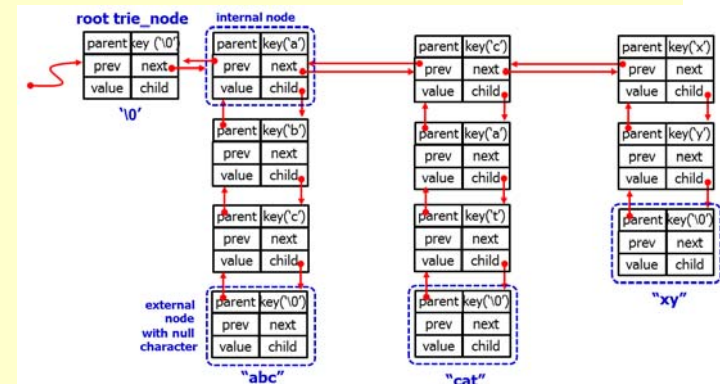 root trie_node
internal node
parent key ('\0')
prev next
value child
'\0'
parent key('a')
prev next
value child
parent key('b')
prev next
value child
parent key('c')
prev next
value child
external
node
with null
character
parent key('\0')
prev next
value child
"abc"
parent key('c')
prev next
value child
parent key('a')
prev next
value child
parent key('t')
prev next
value child
parent key('\0')
prev next
value child
"cat"
parent key('x')
prev next
value child
parent key('y')
prev next
value child
parent key('\0')
prev next
value child
"xy"